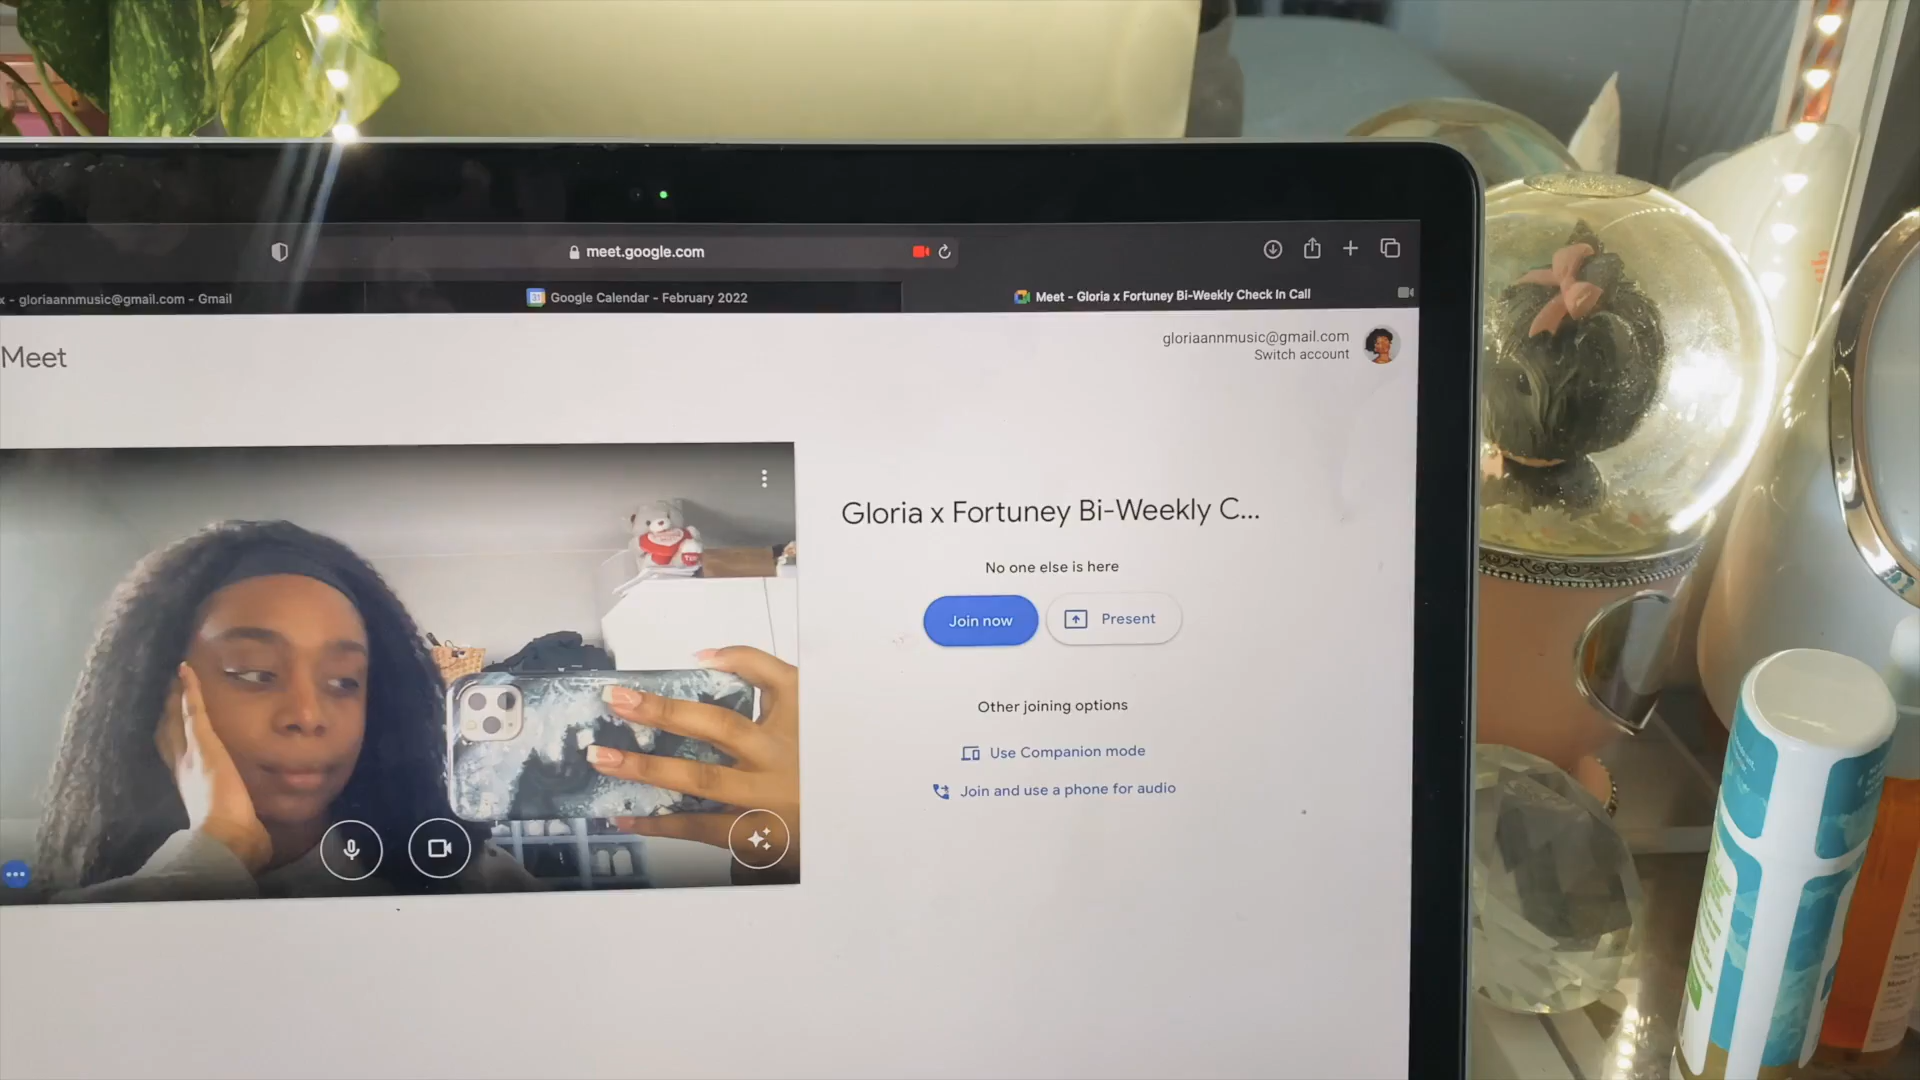 meet.google.com
x - gloriaannmusic@gmail.com - Gmail
Google Calendar - February 2022
Meet - Gloria x Fortuney Bi-Weekly Check In Call
Meet
gloriaannmusic@gmail.com
Switch account
Gloria x Fortuney Bi-Weekly C...
No one else is here
Join now
Present
Other joining options
Use Companion mode
Join and use a phone for audio